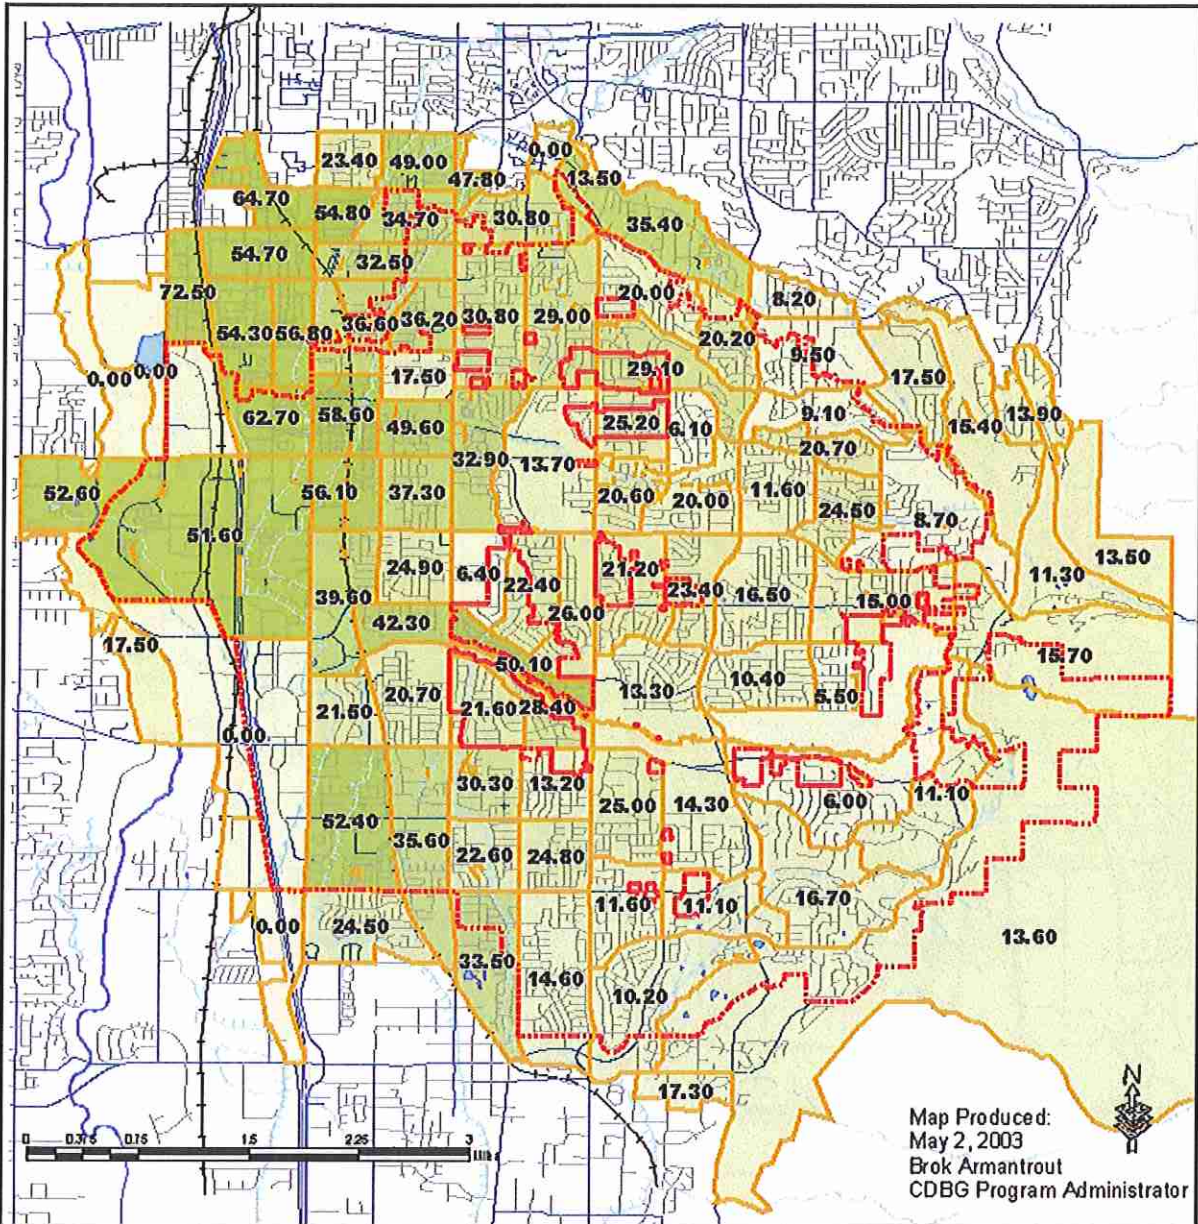 0.00
23.40 49.00
47.80 13.50
64.70
54.80 34.70 30.80 35.40
54.70 32.50
72.50 20.00 8.20
54.30 56.80 36.60 36.20 30.80 29.00
20.20 9.50
0.00 0.00 17.50 29.10 17.50
62.70 58.60 49.60 25.20 6.10 9.10 15.40 13.90
32.90 13.70 20.70
52.60 56.10 37.30 20.60 20.00 11.60 24.50 8.70
51.60
24.90 6.40 22.40 21.20 23.40 16.50 15.00 11.30 13.50
39.60 26.00
42.30
17.50 50.10 15.70
21.50 20.70 21.60 28.40 13.30 10.40 5.50
0.00
30.30 13.20 25.00 14.30 6.00 11.10
52.40 35.60
22.60 24.80
11.60 11.10 16.70
0.00 24.50 13.60
33.50 14.60 10.20
17.30
N
Map Produced:
May 2, 2003
Brok Armantrout
CDBG Program Administrator
0 0.375 0.75 1.5 2.25 3